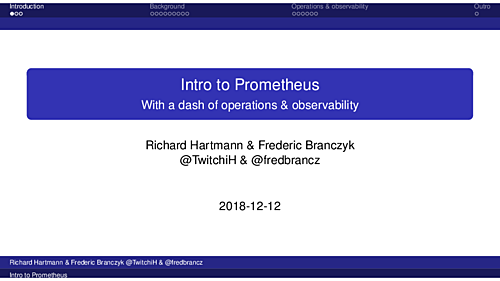 Introduction Background Operations & observability Outro
Intro to Prometheus
With a dash of operations & observability
Richard Hartmann & Frederic Branczyk
@TwitchiH & @fredbrancz
2018-12-12
Richard Hartmann & Frederic Branczyk @TwitchiH & @fredbrancz
Intro to Prometheus